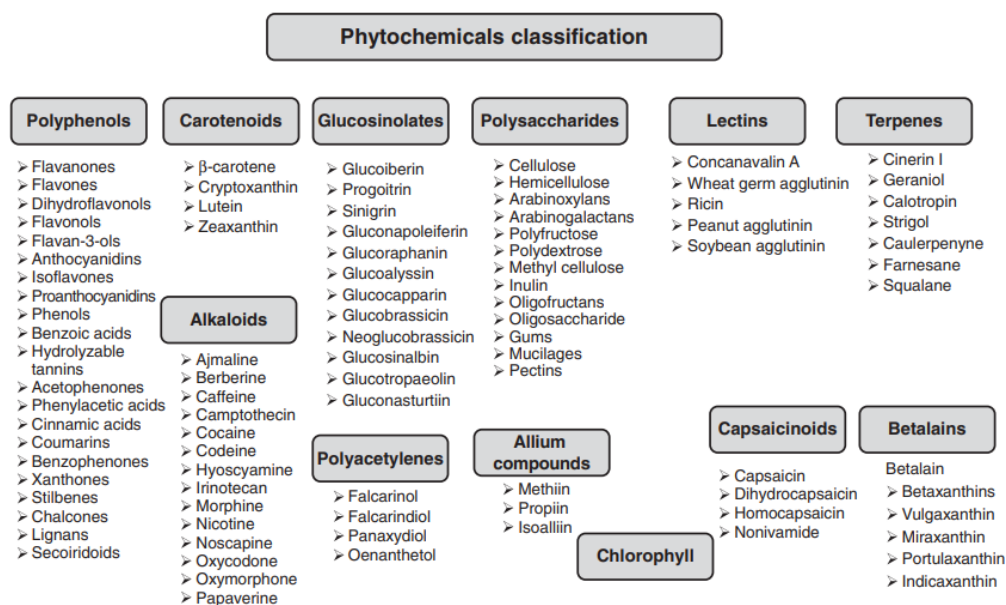 Phytochemicals classification
Polyphenols
➢ Flavanones
➢ Flavones
➢ Dihydroflavonols
➢ Flavonols
➢ Flavan-3-ols
➢ Anthocyanidins
➢ Isoflavones
➢ Proanthocyanidins
➢ Phenols
➢ Benzoic acids
➢ Hydrolyzable
tannins
➢ Acetophenones
➢ Phenylacetic acids
➢ Cinnamic acids
➢ Coumarins
➢ Benzophenones
➢ Xanthones
➢ Stilbenes
➢ Chalcones
➢ Lignans
➢ Secoiridoids
Carotenoids
➢ β-carotene
➢ Cryptoxanthin
➢ Lutein
➢ Zeaxanthin
Alkaloids
➢ Ajmaline
➢ Berberine
➢ Caffeine
➢ Camptothecin
➢ Cocaine
➢ Codeine
➢ Hyoscyamine
➢ Irinotecan
➢ Morphine
➢ Nicotine
➢ Noscapine
➢ Oxycodone
➢ Oxymorphone
➢ Papaverine
Glucosinolates
➢ Glucoiberin
➢ Progoitrin
➢ Sinigrin
➢ Gluconapoleiferin
➢ Glucoraphanin
➢ Glucoalyssin
➢ Glucocapparin
➢ Glucobrassicin
➢ Neoglucobrassicin
➢ Glucosinalbin
➢ Glucotropaeolin
➢ Gluconasturtiin
Polyacetylenes
➢ Falcarinol
➢ Falcarindiol
➢ Panaxydiol
➢ Oenanthetol
Polysaccharides
➢ Cellulose
➢ Hemicellulose
➢ Arabinoxylans
➢ Arabinogalactans
➢ Polyfructose
➢ Polydextrose
➢ Methyl cellulose
➢ Inulin
➢ Oligofructans
➢ Oligosaccharide
➢ Gums
➢ Mucilages
➢ Pectins
Allium
compounds
➢ Methiin
➢ Propiin
➢ Isoalliin
Chlorophyll
Lectins
➢ Concanavalin A
➢ Wheat germ agglutinin
➢ Ricin
➢ Peanut agglutinin
➢ Soybean agglutinin
Capsaicinoids
➢ Capsaicin
➢ Dihydrocapsaicin
➢ Homocapsaicin
➢ Nonivamide
Terpenes
➢ Cinerin I
➢ Geraniol
➢ Calotropin
➢ Strigol
➢ Caulerpenyne
➢ Farnesane
➢ Squalane
Betalains
Betalain
➢ Betaxanthins
➢ Vulgaxanthin
➢ Miraxanthin
➢ Portulaxanthin
➢ Indicaxanthin